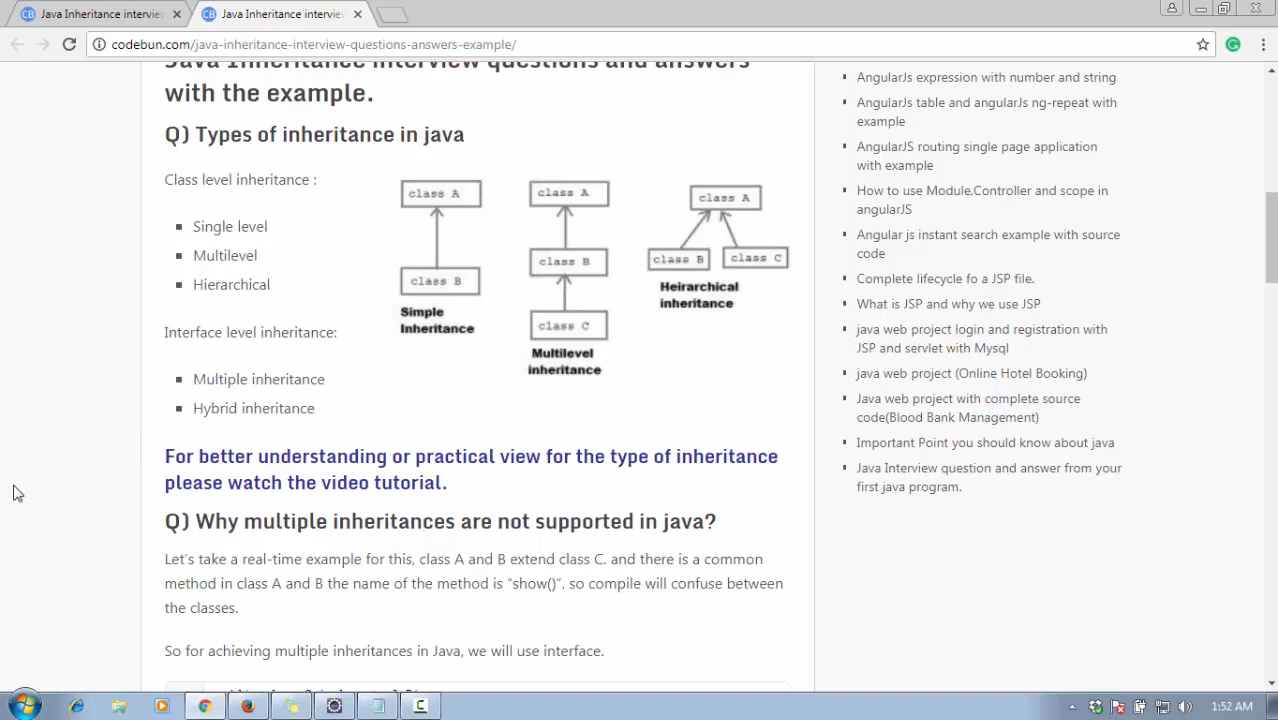 Java Inheritance intervie
Java Inheritance intervie
codebun.com/java-inheritance-interview-questions-answers-example/
Java Inheritance interview questions and answers
with the example.
Q) Types of inheritance in java
Class level inheritance :
Single level
Multilevel
Hierarchical
Interface level inheritance:
Multiple inheritance
Hybrid inheritance
class A
class B
Simple
Inheritance
class A
class B
class C
Multilevel
inheritance
class A
class B
class C
Heirarchical
inheritance
For better understanding or practical view for the type of inheritance
please watch the video tutorial.
Q) Why multiple inheritances are not supported in java?
Let's take a real-time example for this, class A and B extend class C. and there is a common
method in class A and B the name of the method is “show()”. so compile will confuse between
the classes.
So for achieving multiple inheritances in Java, we will use interface.
AngularJs expression with number and string
AngularJs table and angularJs ng-repeat with
example
AngularJS routing single page application
with example
How to use Module,Controller and scope in
angularJS
Angular js instant search example with source
code
Complete lifecycle fo a JSP file.
What is JSP and why we use JSP
java web project login and registration with
JSP and servlet with Mysql
java web project (Online Hotel Booking)
Java web project with complete source
code(Blood Bank Management)
Important Point you should know about java
Java Interview question and answer from your
first java program.
1:52 AM